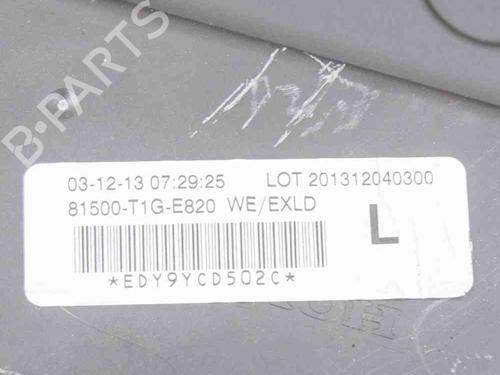 B-PARTS
03-12-13 07:29:25 LOT 201312040300
81500-T1G-E820 WE/EXLD
L
*EDY9YCD502C*